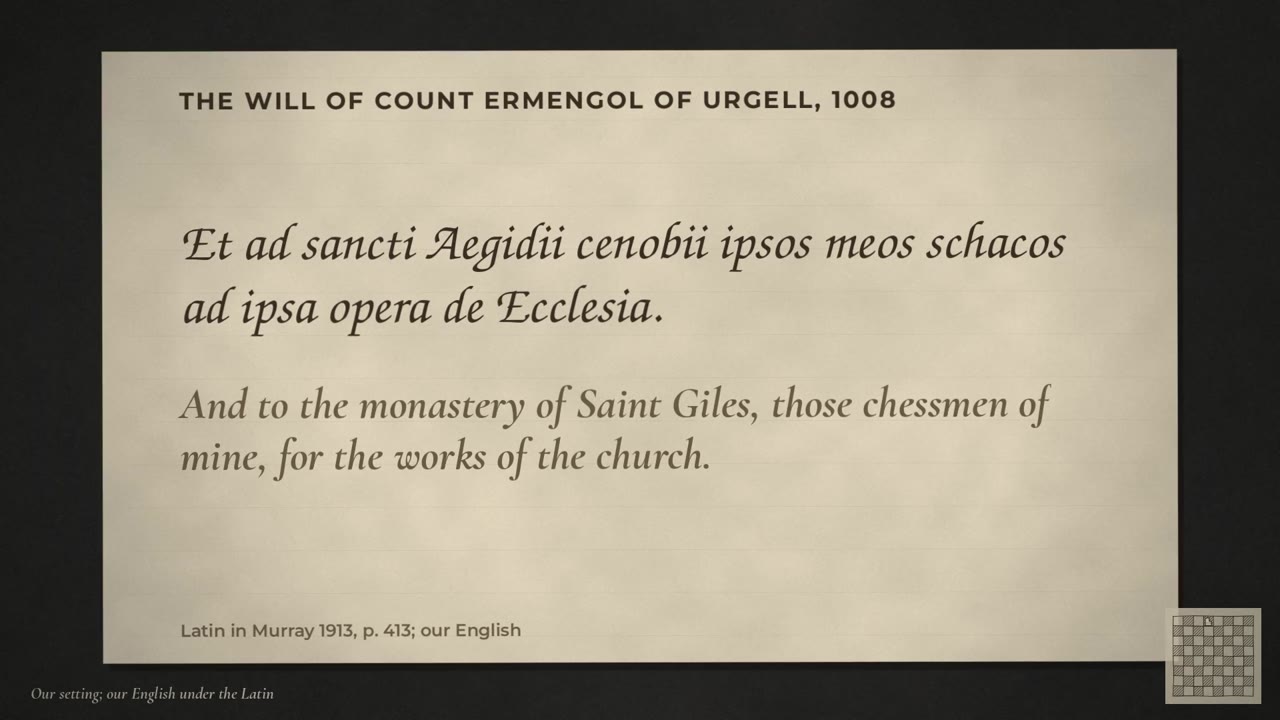 THE WILL OF COUNT ERMENGOL OF URGELL, 1008
Et ad sancti Aegidii cenobii ipsos meos schacos
ad ipsa opera de Ecclesia.
And to the monastery of Saint Giles, those chessmen of
mine, for the works of the church.
Latin in Murray 1913, p. 413; our English
Our setting; our English under the Latin